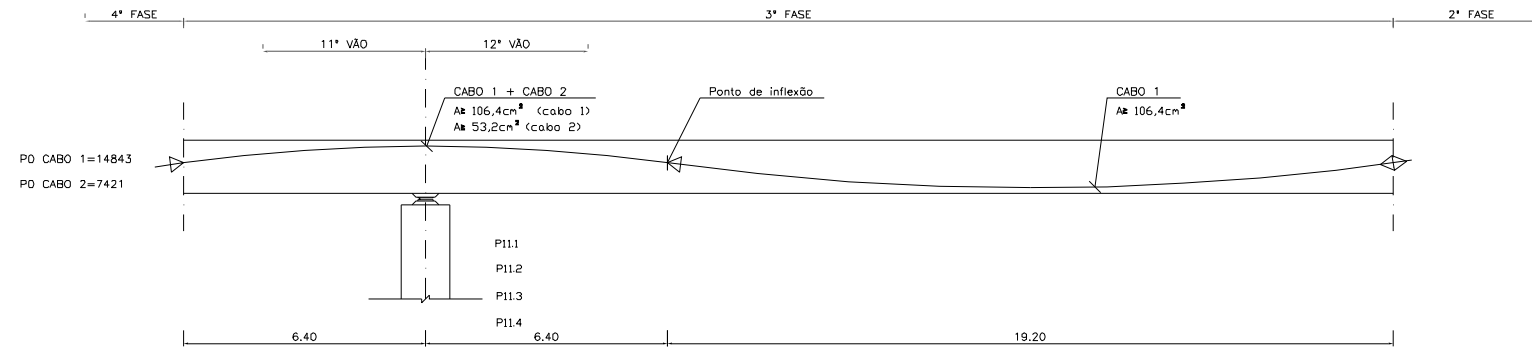 4ª FASE
3ª FASE
2ª FASE
11º VÃO
12º VÃO
CABO 1 + CABO 2
A≥ 106,4cm² (cabo 1)
A≥ 53,2cm² (cabo 2)
Ponto de inflexão
CABO 1
A≥ 106,4cm²
P0 CABO 1=14843
P0 CABO 2=7421
P11.1
P11.2
P11.3
P11.4
6.40
6.40
19.20